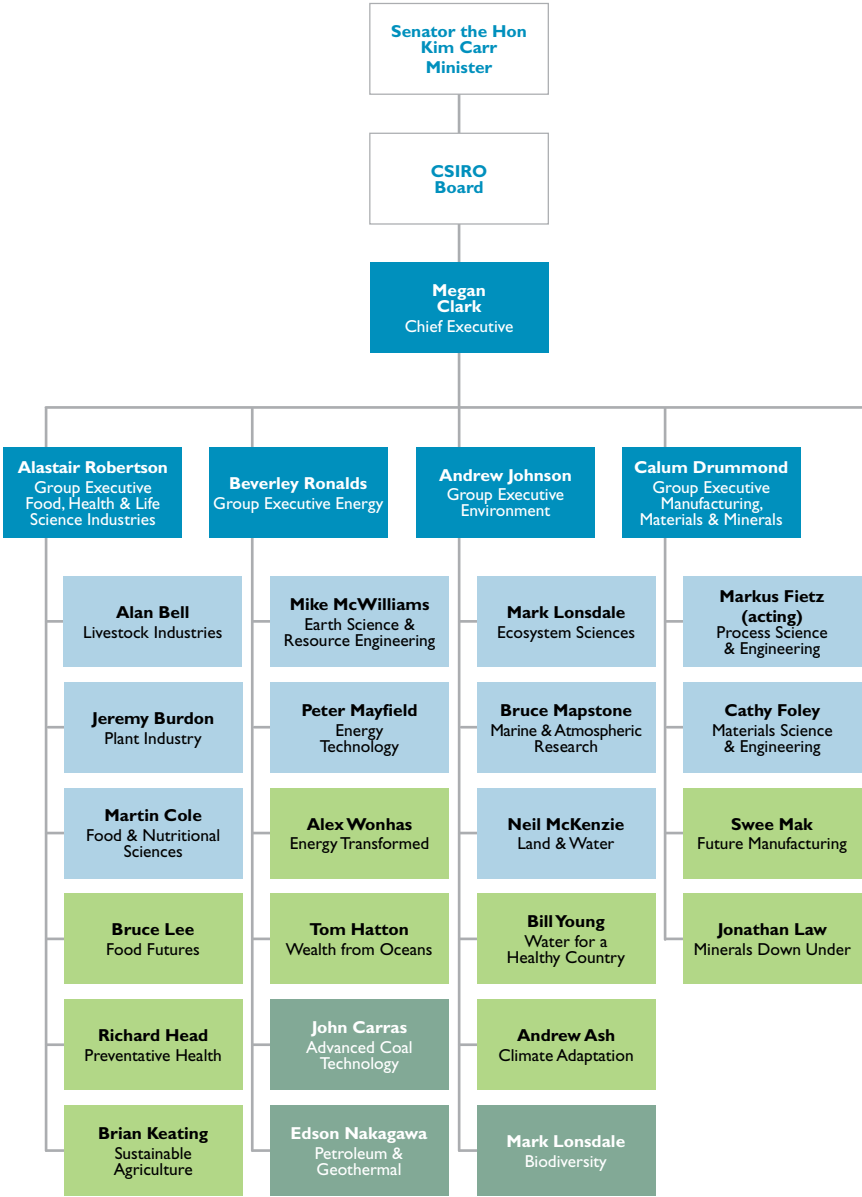 Senator the Hon
Kim Carr
Minister
CSIRO
Board
Megan
Clark
Chief Executive
Alastair Robertson
Group Executive
Food, Health & Life
Science Industries
Beverley Ronalds
Group Executive Energy
Andrew Johnson
Group Executive
Environment
Calum Drummond
Group Executive
Manufacturing,
Materials & Minerals
Alan Bell
Livestock Industries
Jeremy Burdon
Plant Industry
Martin Cole
Food & Nutritional
Sciences
Bruce Lee
Food Futures
Richard Head
Preventative Health
Brian Keating
Sustainable
Agriculture
Mike McWilliams
Earth Science &
Resource Engineering
Peter Mayfield
Energy
Technology
Alex Wonhas
Energy Transformed
Tom Hatton
Wealth from Oceans
John Carras
Advanced Coal
Technology
Edson Nakagawa
Petroleum &
Geothermal
Mark Lonsdale
Ecosystem Sciences
Bruce Mapstone
Marine & Atmospheric
Research
Neil McKenzie
Land & Water
Bill Young
Water for a
Healthy Country
Andrew Ash
Climate Adaptation
Mark Lonsdale
Biodiversity
Markus Fietz
(acting)
Process Science
& Engineering
Cathy Foley
Materials Science
& Engineering
Swee Mak
Future Manufacturing
Jonathan Law
Minerals Down Under